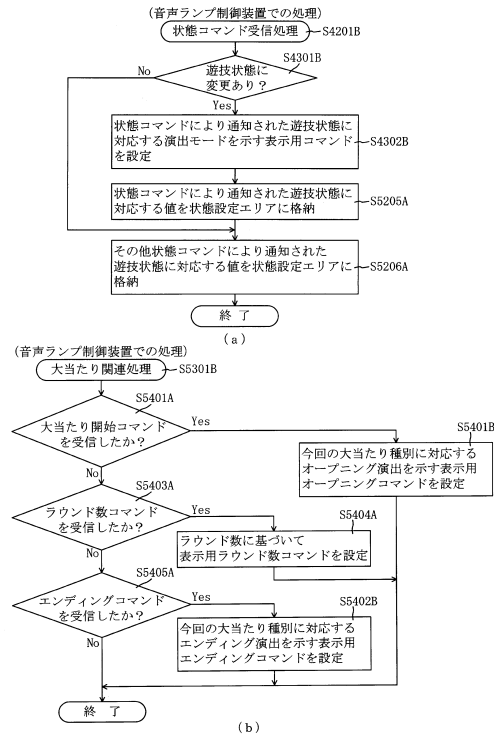 (音声ランプ制御装置での処理)
状態コマンド受信処理
S4201B
S4301B
遊技状態に
変更あり?
No
Yes
状態コマンドにより通知された遊技状態に
対応する演出モードを示す表示用コマンド
を設定
S4302B
状態コマンドにより通知された遊技状態に
対応する値を状態設定エリアに格納
S5205A
その他状態コマンドにより通知された
遊技状態に対応する値を状態設定エリアに
格納
S5206A
終了
(a)
(音声ランプ制御装置での処理)
大当たり関連処理
S5301B
S5401A
大当たり開始コマンド
を受信したか?
Yes
No
S5401B
今回の大当たり種別に対応する
オープニング演出を示す表示用
オープニングコマンドを設定
S5403A
ラウンド数コマンド
を受信したか?
Yes
No
S5404A
ラウンド数に基づいて
表示用ラウンド数コマンドを設定
S5405A
エンディングコマンド
を受信したか?
Yes
No
S5402B
今回の大当たり種別に対応する
エンディング演出を示す表示用
エンディングコマンドを設定
終了
(b)